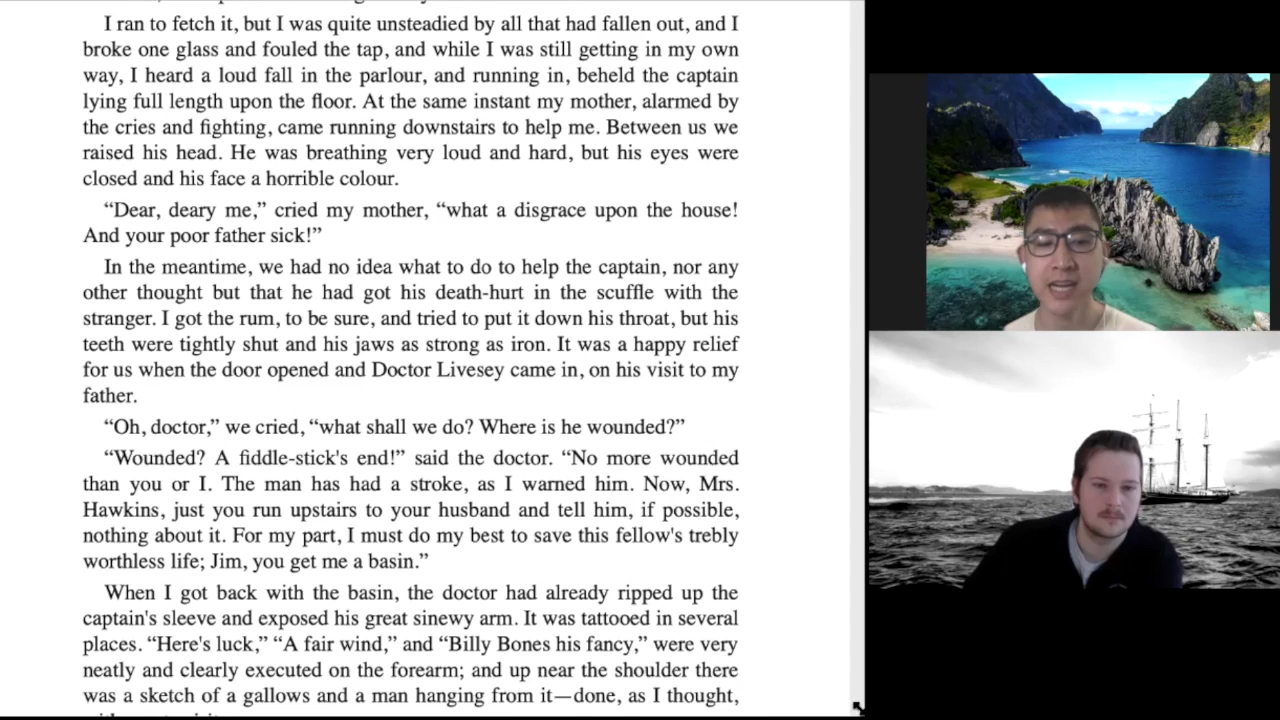 I ran to fetch it, but I was quite unsteadied by all that had fallen out, and I
broke one glass and fouled the tap, and while I was still getting in my own
way, I heard a loud fall in the parlour, and running in, beheld the captain
lying full length upon the floor. At the same instant my mother, alarmed by
the cries and fighting, came running downstairs to help me. Between us we
raised his head. He was breathing very loud and hard, but his eyes were
closed and his face a horrible colour.
“Dear, deary me,” cried my mother, “what a disgrace upon the house!
And your poor father sick!”
In the meantime, we had no idea what to do to help the captain, nor any
other thought but that he had got his death-hurt in the scuffle with the
stranger. I got the rum, to be sure, and tried to put it down his throat, but his
teeth were tightly shut and his jaws as strong as iron. It was a happy relief
for us when the door opened and Doctor Livesey came in, on his visit to my
father.
“Oh, doctor,” we cried, “what shall we do? Where is he wounded?”
“Wounded? A fiddle-stick's end!” said the doctor. “No more wounded
than you or I. The man has had a stroke, as I warned him. Now, Mrs.
Hawkins, just you run upstairs to your husband and tell him, if possible,
nothing about it. For my part, I must do my best to save this fellow's trebly
worthless life; Jim, you get me a basin.”
When I got back with the basin, the doctor had already ripped up the
captain's sleeve and exposed his great sinewy arm. It was tattooed in several
places. “Here's luck,” “A fair wind,” and “Billy Bones his fancy,” were very
neatly and clearly executed on the forearm; and up near the shoulder there
was a sketch of a gallows and a man hanging from it—done, as I thought,